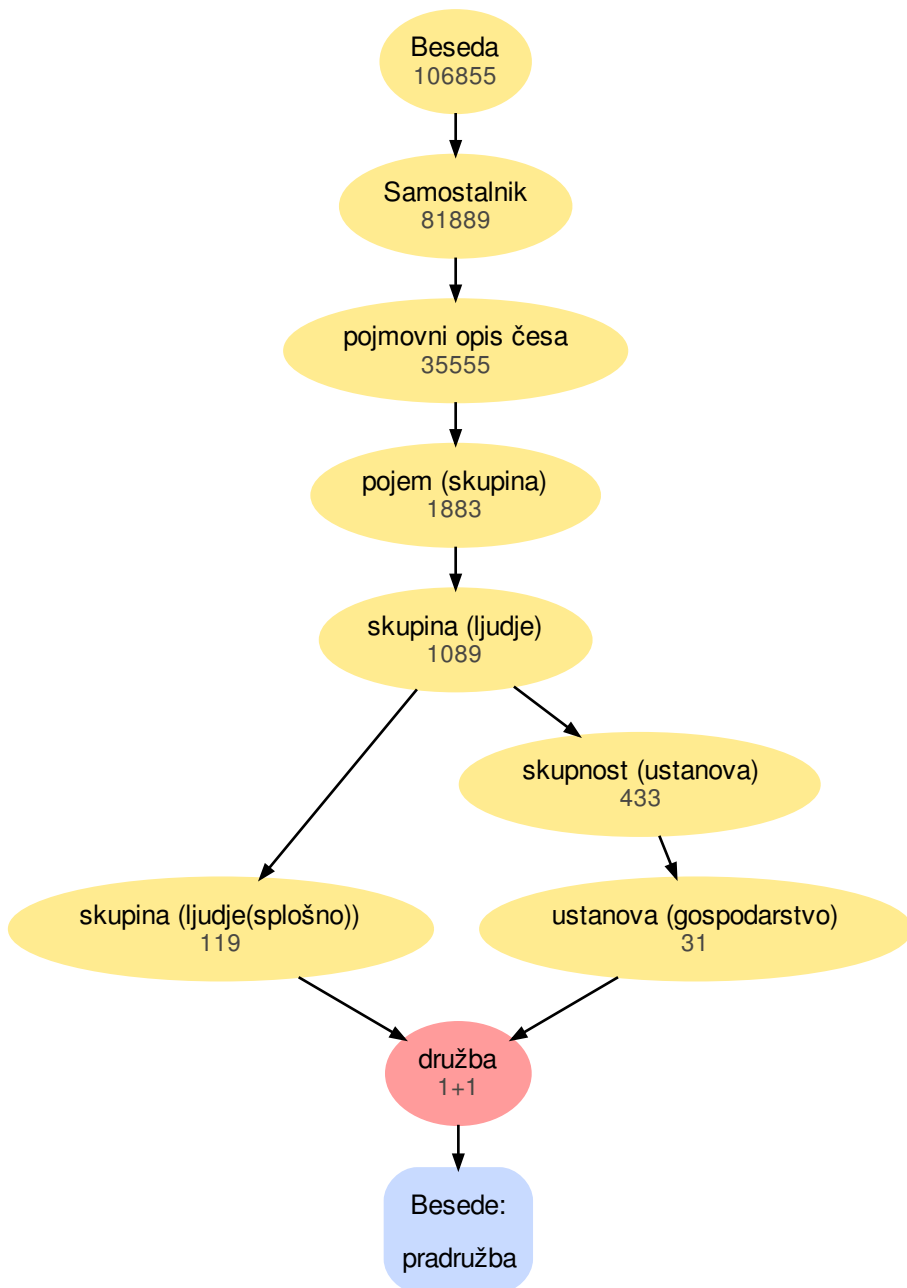 Beseda
106855
Samostalnik
81889
pojmovni opis česa
35555
pojem (skupina)
1883
skupina (ljudje)
1089
skupnost (ustanova)
433
skupina (ljudje(splošno))
119
ustanova (gospodarstvo)
31
družba
1+1
Besede:
pradružba